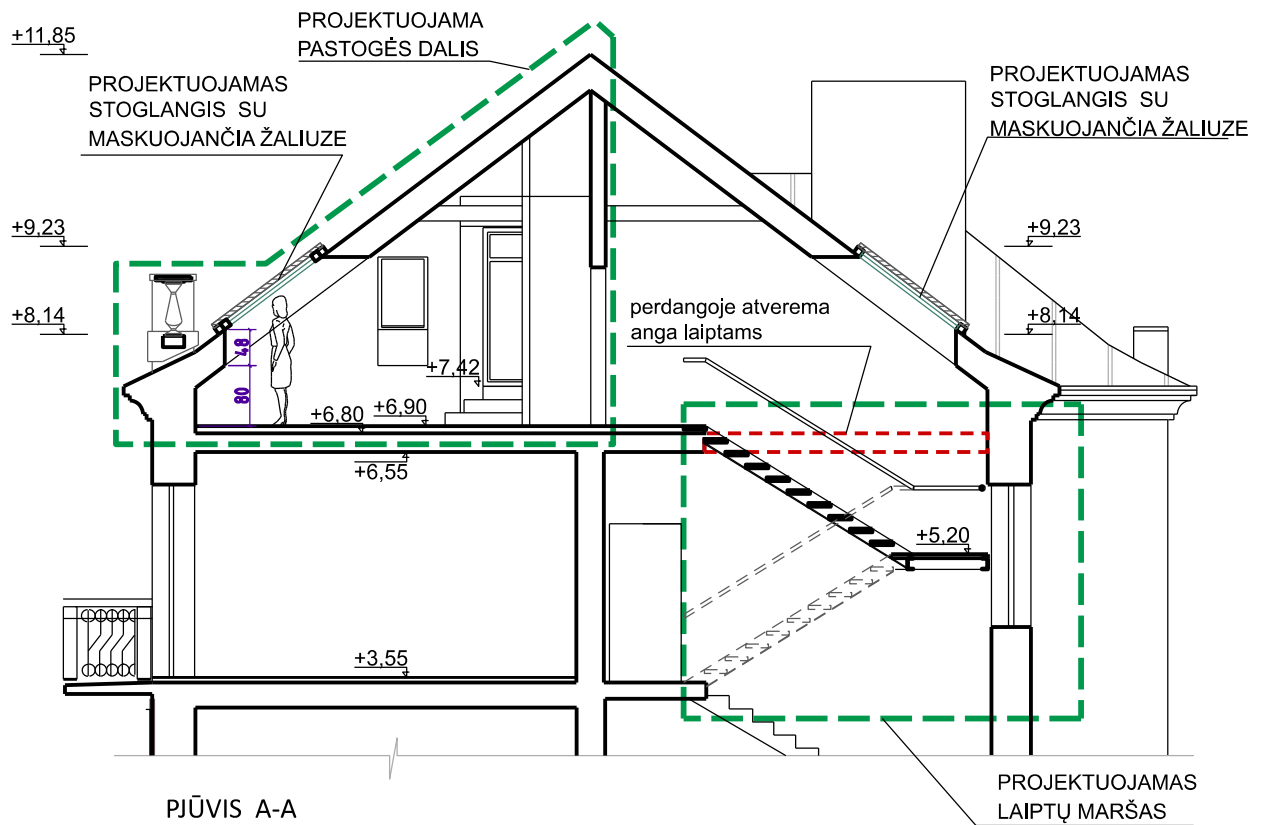 PROJEKTUOJAMA
PASTOGĖS DALIS
+11,85
PROJEKTUOJAMAS
STOGLANGIS SU
MASKUOJANČIA ŽALIUZE
PROJEKTUOJAMAS
STOGLANGIS SU
MASKUOJANČIA ŽALIUZE
+9,23
+9,23
+8,14
perdangoje atverema
anga laiptams
+8,14
48
80
+7,42
+6,80
+6,90
+6,55
+5,20
+3,55
PROJEKTUOJAMAS
LAIPTŲ MARŠAS
PJŪVIS A-A